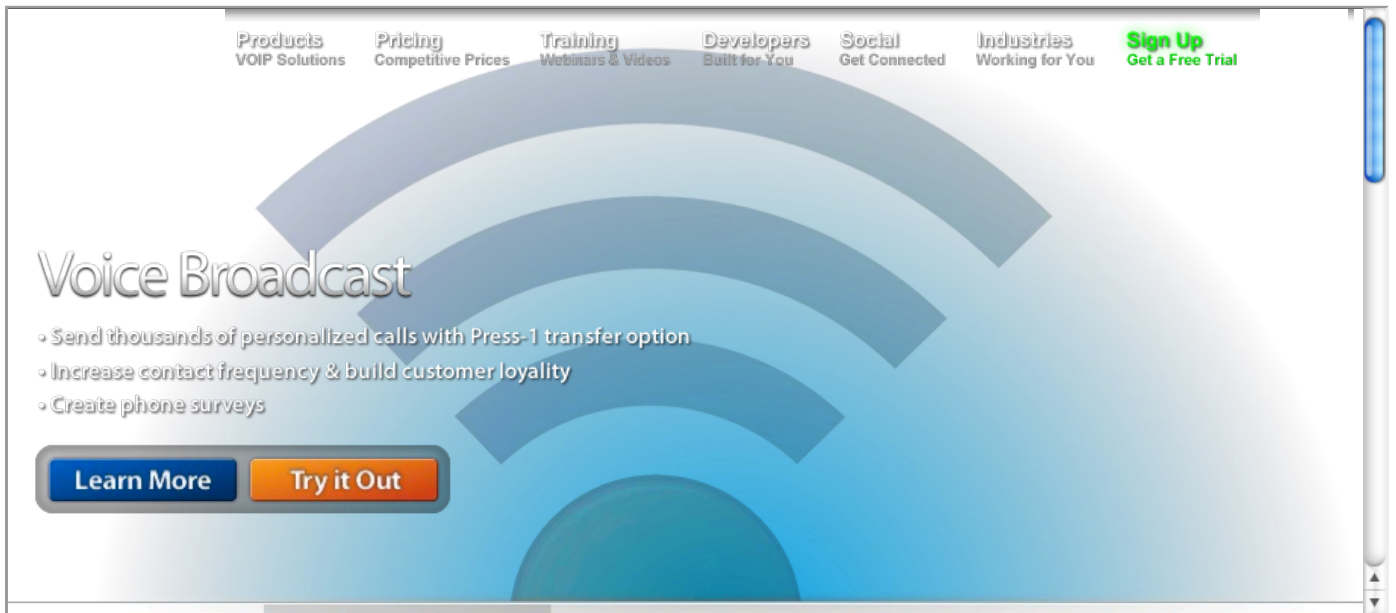 Products Pricing Training Developers Social Industries Sign Up
VOIP Solutions Competitive Prices Webinars & Videos Built for You Get Connected Working for You Get a Free Trial
Voice Broadcast
• Send thousands of personalized calls with Press-1 transfer option
• Increase contact frequency & build customer loyality
• Create phone surveys
Learn More Try it Out